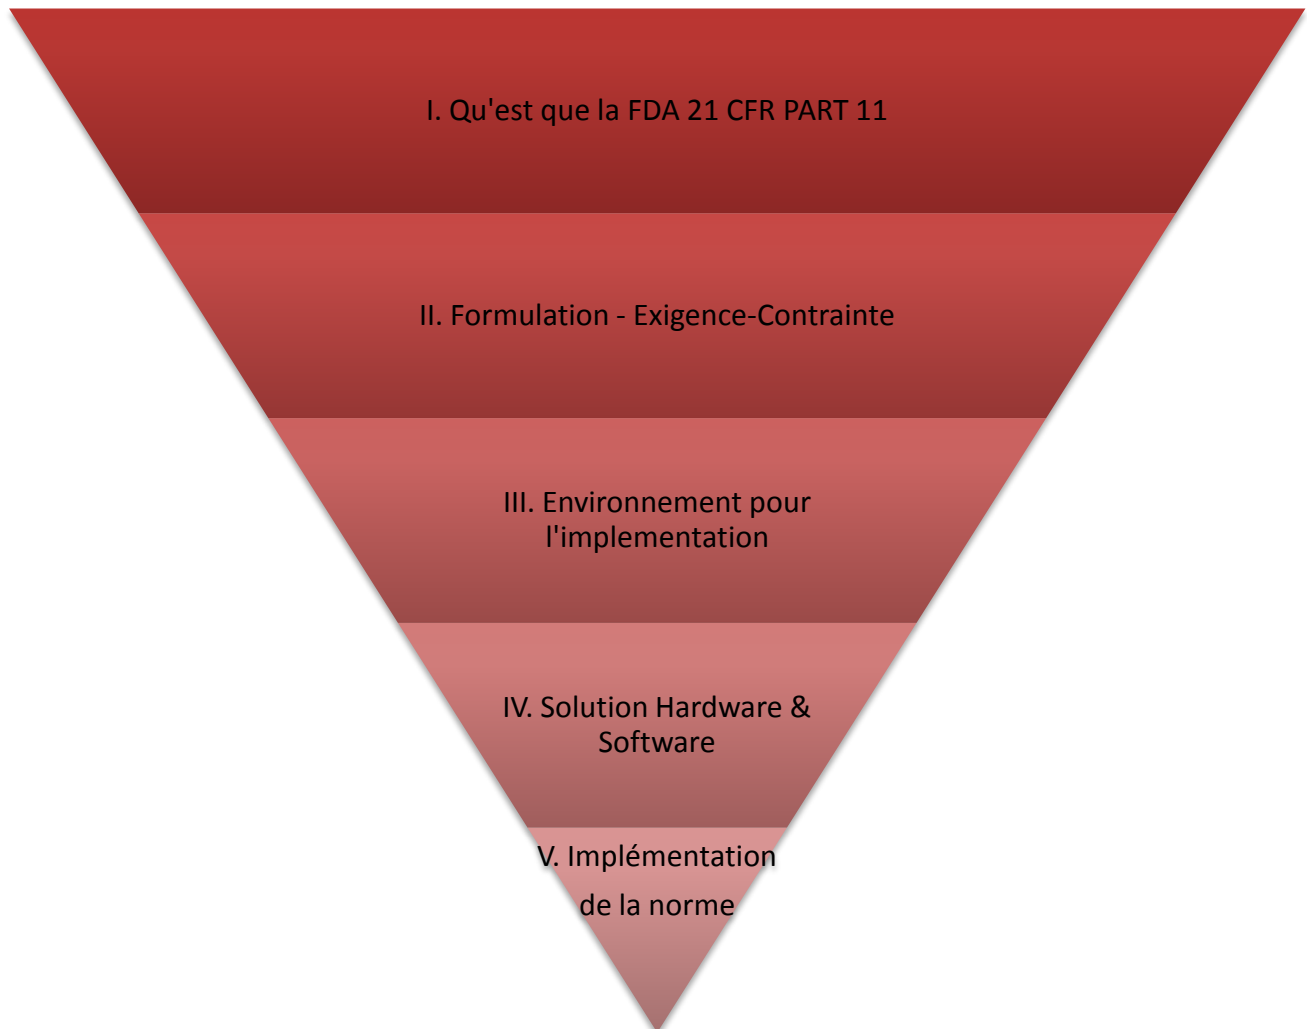 I. Qu'est que la FDA 21 CFR PART 11
II. Formulation - Exigence-Contrainte
III. Environnement pour
l'implementation
IV. Solution Hardware &
Software
V. Implémentation
de la norme